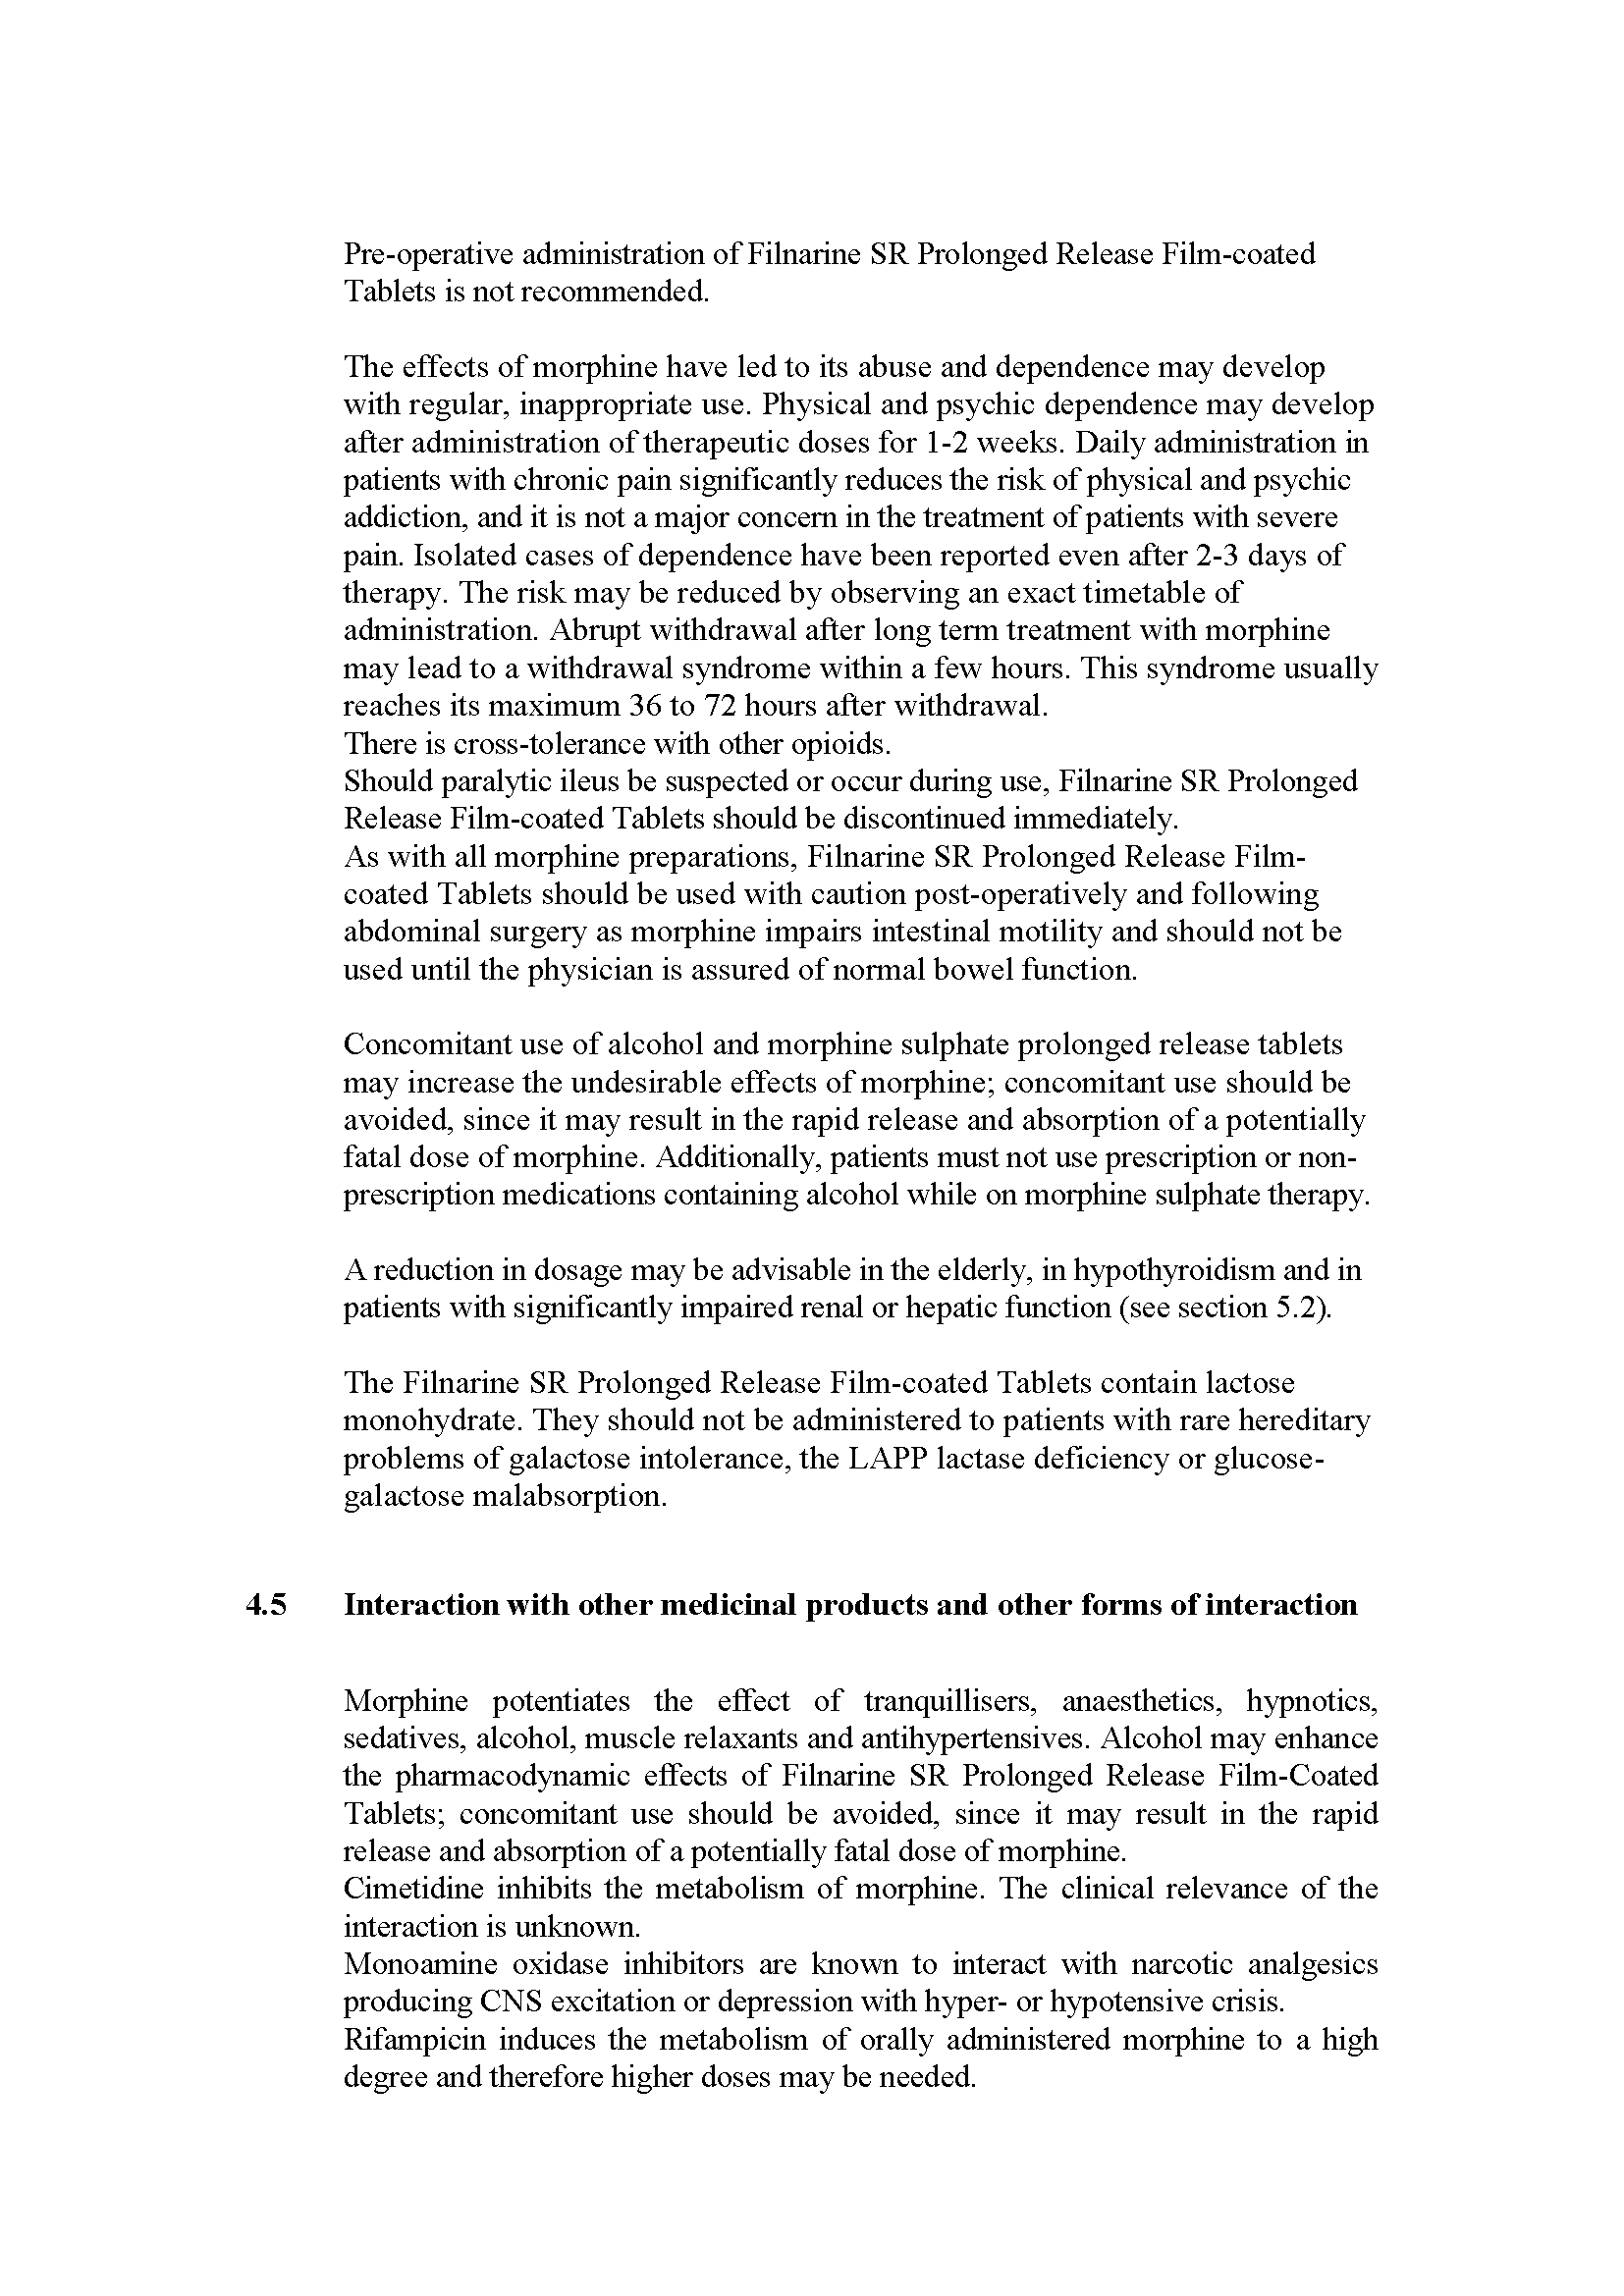 Pre-operative administration of Filnarine SR Prolonged Release Film-coated
Tablets is not recommended.
The effects of morphine have led to its abuse and dependence may develop
with regular, inappropriate use. Physical and psychic dependence may develop
after administration of therapeutic doses for 1-2 weeks. Daily administration in
patients with chronic pain significantly reduces the risk of physical and psychic
addiction, and it is not a major concern in the treatment of patients with severe
pain. Isolated cases of dependence have been reported even after 2-3 days of
therapy. The risk may be reduced by observing an exact timetable of
administration. Abrupt withdrawal after long term treatment with morphine
may lead to a withdrawal syndrome within a few hours. This syndrome usually
reaches its maximum 36 to 72 hours after withdrawal.
There is cross-tolerance with other opioids.
Should paralytic ileus be suspected or occur during use, Filnarine SR Prolonged
Release Film-coated Tablets should be discontinued immediately.
As with all morphine preparations, Filnarine SR Prolonged Release Film-
coated Tablets should be used with caution post-operatively and following
abdominal surgery as morphine impairs intestinal motility and should not be
used until the physician is assured of normal bowel function.
Concomitant use of alcohol and morphine sulphate prolonged release tablets
may increase the undesirable effects of morphine; concomitant use should be
avoided, since it may result in the rapid release and absorption of a potentially
fatal dose of morphine. Additionally, patients must not use prescription or non-
prescription medications containing alcohol while on morphine sulphate therapy.
A reduction in dosage may be advisable in the elderly, in hypothyroidism and in
patients with significantly impaired renal or hepatic function (see section 5.2).
The Filnarine SR Prolonged Release Film-coated Tablets contain lactose
monohydrate. They should not be administered to patients with rare hereditary
problems of galactose intolerance, the LAPP lactase deficiency or glucose-
galactose malabsorption.
4.5 Interaction with other medicinal products and other forms of interaction
Morphine potentiates the effect of tranquillisers, anaesthetics, hypnotics,
sedatives, alcohol, muscle relaxants and antihypertensives. Alcohol may enhance
the pharmacodynamic effects of Filnarine SR Prolonged Release Film-Coated
Tablets; concomitant use should be avoided, since it may result in the rapid
release and absorption of a potentially fatal dose of morphine.
Cimetidine inhibits the metabolism of morphine. The clinical relevance of the
interaction is unknown.
Monoamine oxidase inhibitors are known to interact with narcotic analgesics
producing CNS excitation or depression with hyper- or hypotensive crisis.
Rifampicin induces the metabolism of orally administered morphine to a high
degree and therefore higher doses may be needed.